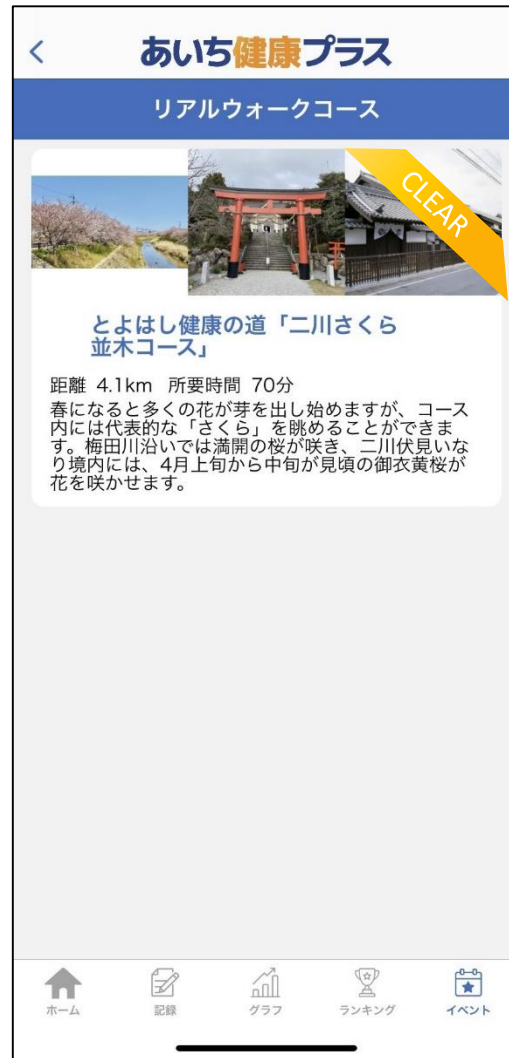 あいち健康プラス
リアルウォークコース
CLEAR
とよはし健康の道「二川さくら
並木コース」
距離 4.1km 所要時間 70分
春になると多くの花が芽を出し始めますが、コース
内には代表的な「さくら」を眺めることができま
す。梅田川沿いでは満開の桜が咲き、二川伏見いな
り境内には、4月上旬から中旬が見頃の御衣黄桜が
花を咲かせます。
ホーム 記録 グラフ ランキング イベント